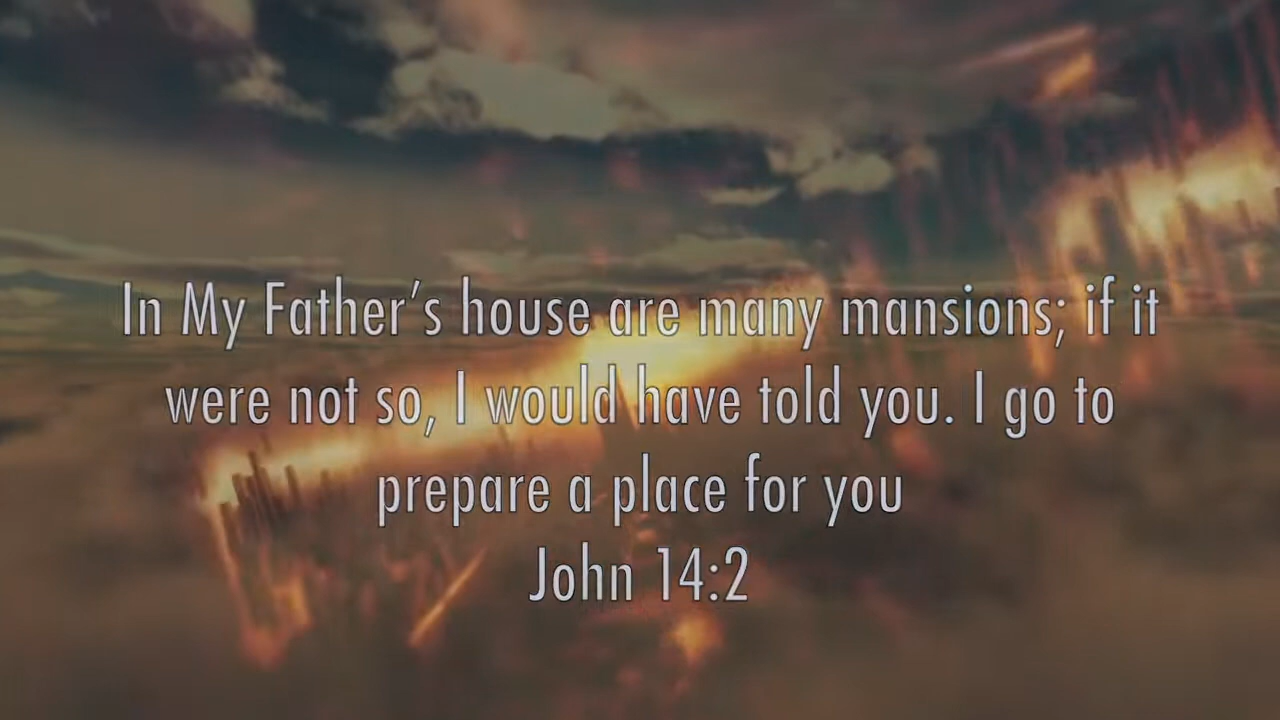 In My Father’s house are many mansions; if it
were not so, I would have told you. I go to
prepare a place for you
John 14:2